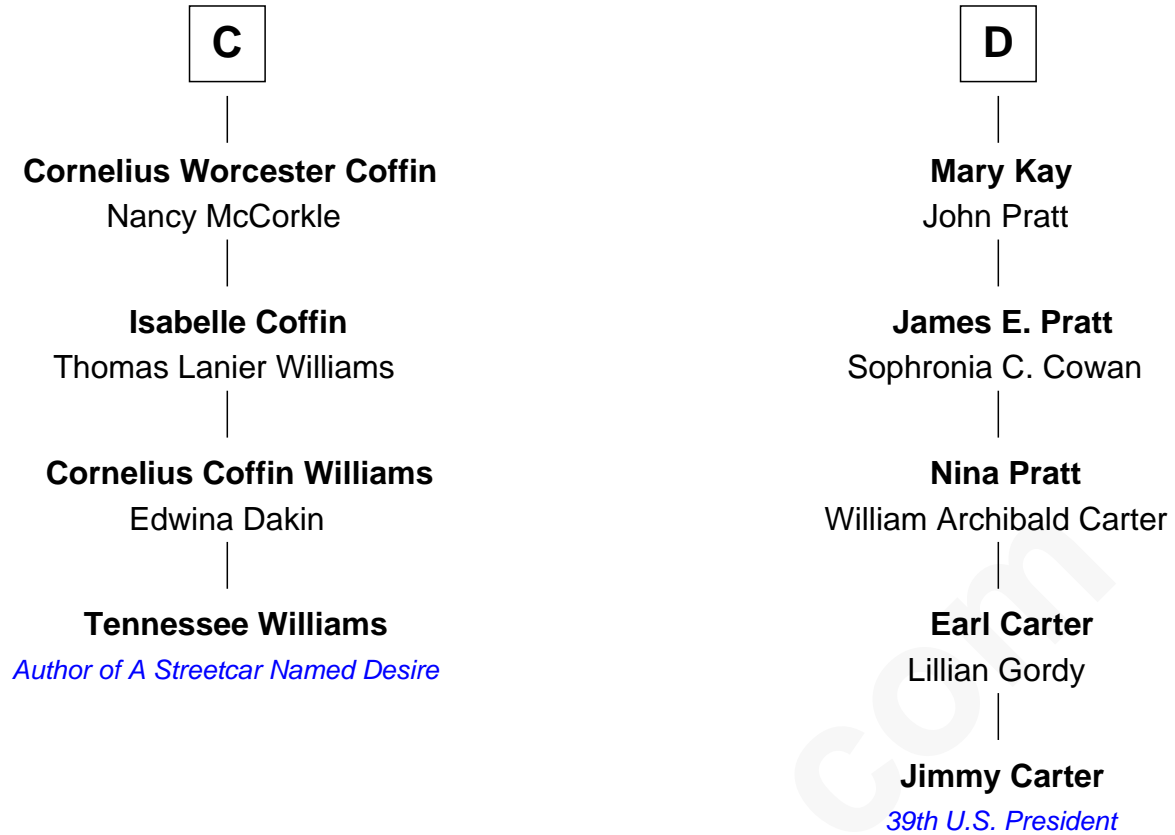 C
Cornelius Worcester Coffin
Nancy McCorkle
Isabelle Coffin
Thomas Lanier Williams
Cornelius Coffin Williams
Edwina Dakin
Tennessee Williams
Author of A Streetcar Named Desire
D
Mary Kay
John Pratt
James E. Pratt
Sophronia C. Cowan
Nina Pratt
William Archibald Carter
Earl Carter
Lillian Gordy
Jimmy Carter
39th U.S. President
com